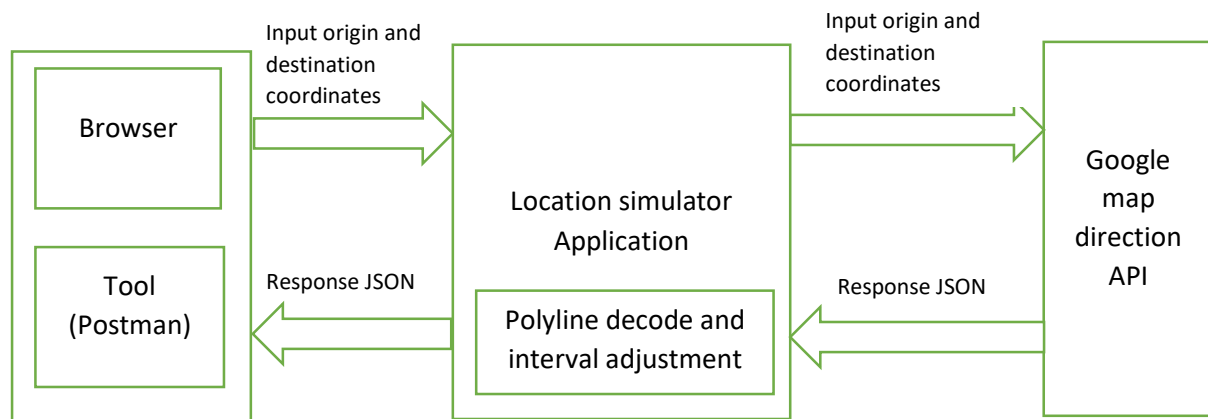 Input origin and
destination
coordinates
Input origin and
destination
coordinates
Browser
Location simulator
Application
Google
map
direction
API
Response JSON
Response JSON
Tool
(Postman)
Polyline decode and
interval adjustment